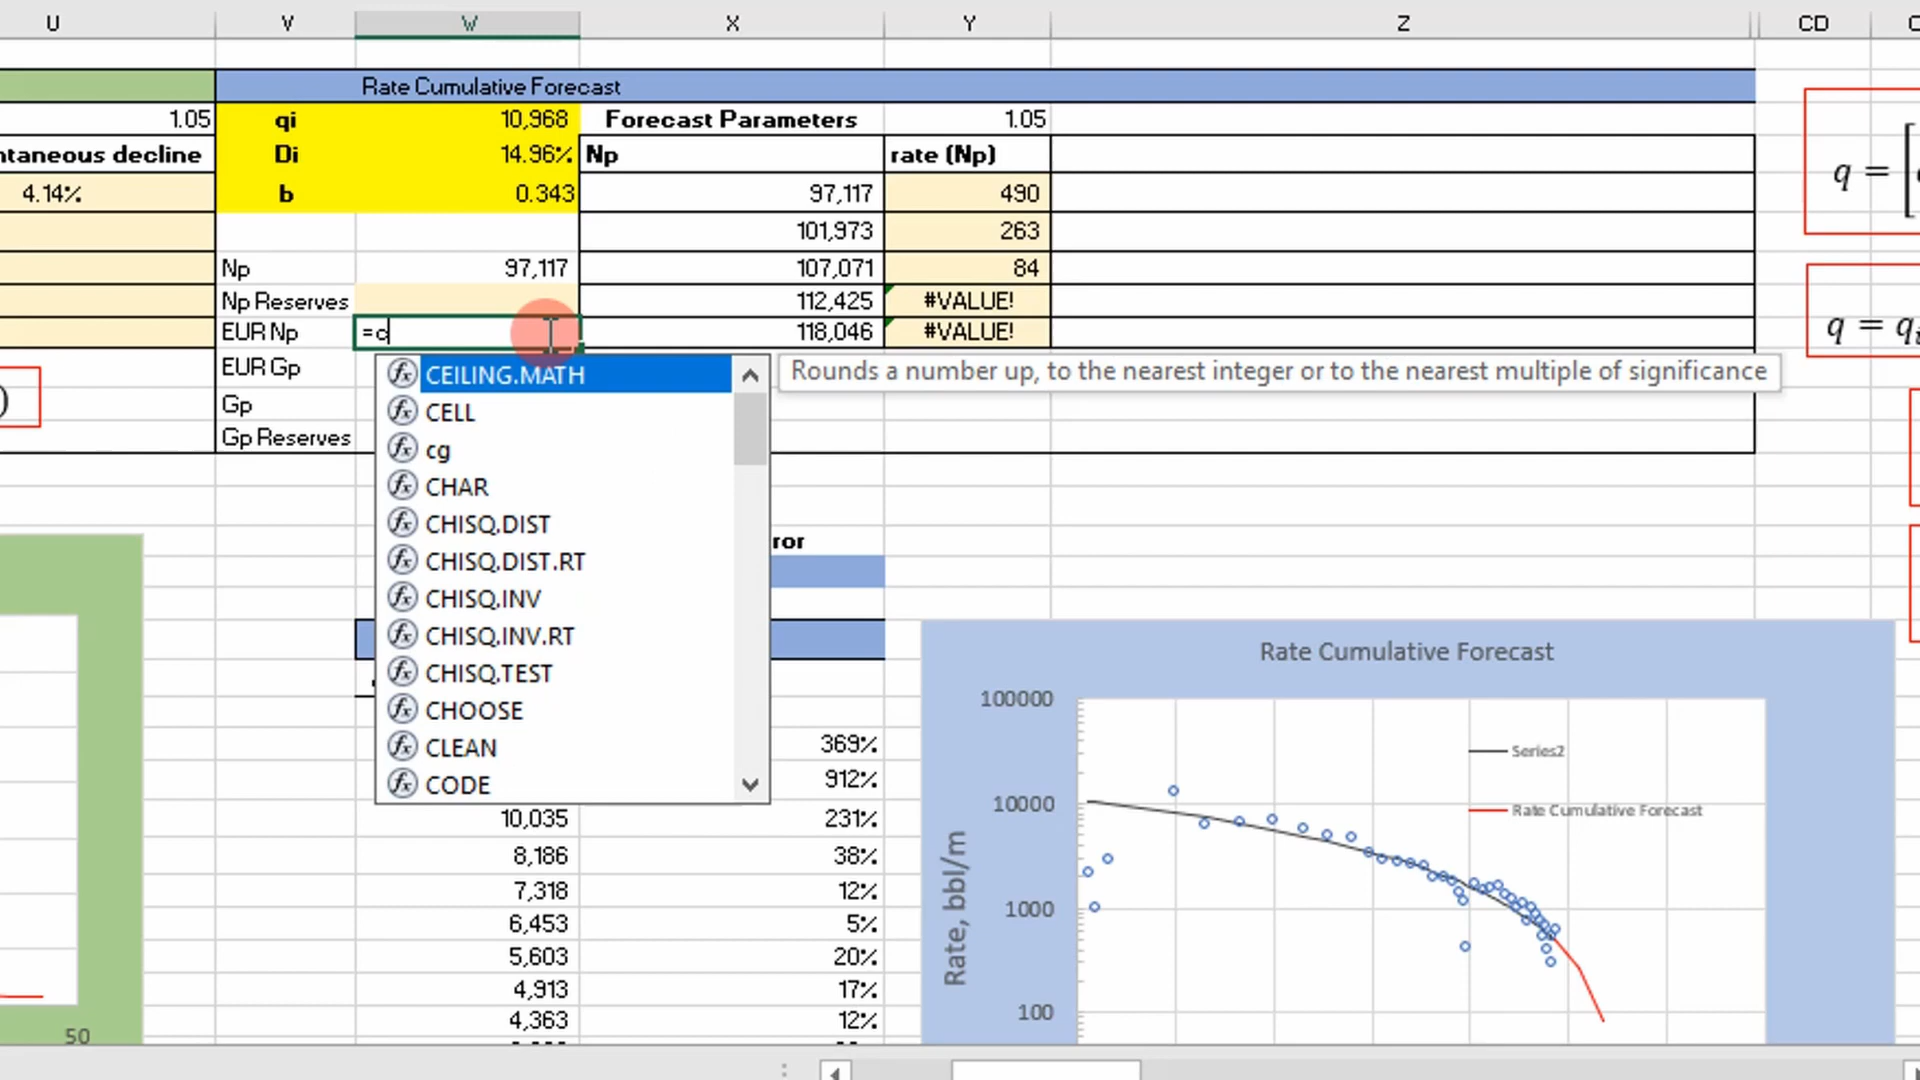 U V W X Y Z CD
Rate Cumulative Forecast
1.05 qi 10,968 Forecast Parameters 1.05
ntaneous decline Di 14.96% Np rate (Np)
4.14% b 0.343 97,117 490
101,973 263
Np 97,117 107,071 84
Np Reserves 112,425 #VALUE!
EUR Np =c 118,046 #VALUE!
EUR Gp
Gp
Gp Reserves
CEILING.MATH
CELL
cg
CHAR
CHISQ.DIST
CHISQ.DIST.RT
CHISQ.INV
CHISQ.INV.RT
CHISQ.TEST
CHOOSE
CLEAN
CODE
Rounds a number up, to the nearest integer or to the nearest multiple of significance
q =
q = q
)
ror
369%
912%
10,035 231%
8,186 38%
7,318 12%
6,453 5%
5,603 20%
4,913 17%
4,363 12%
50
Rate Cumulative Forecast
100000
10000
1000
100
Rate, bbl/m
Series2
Rate Cumulative Forecast